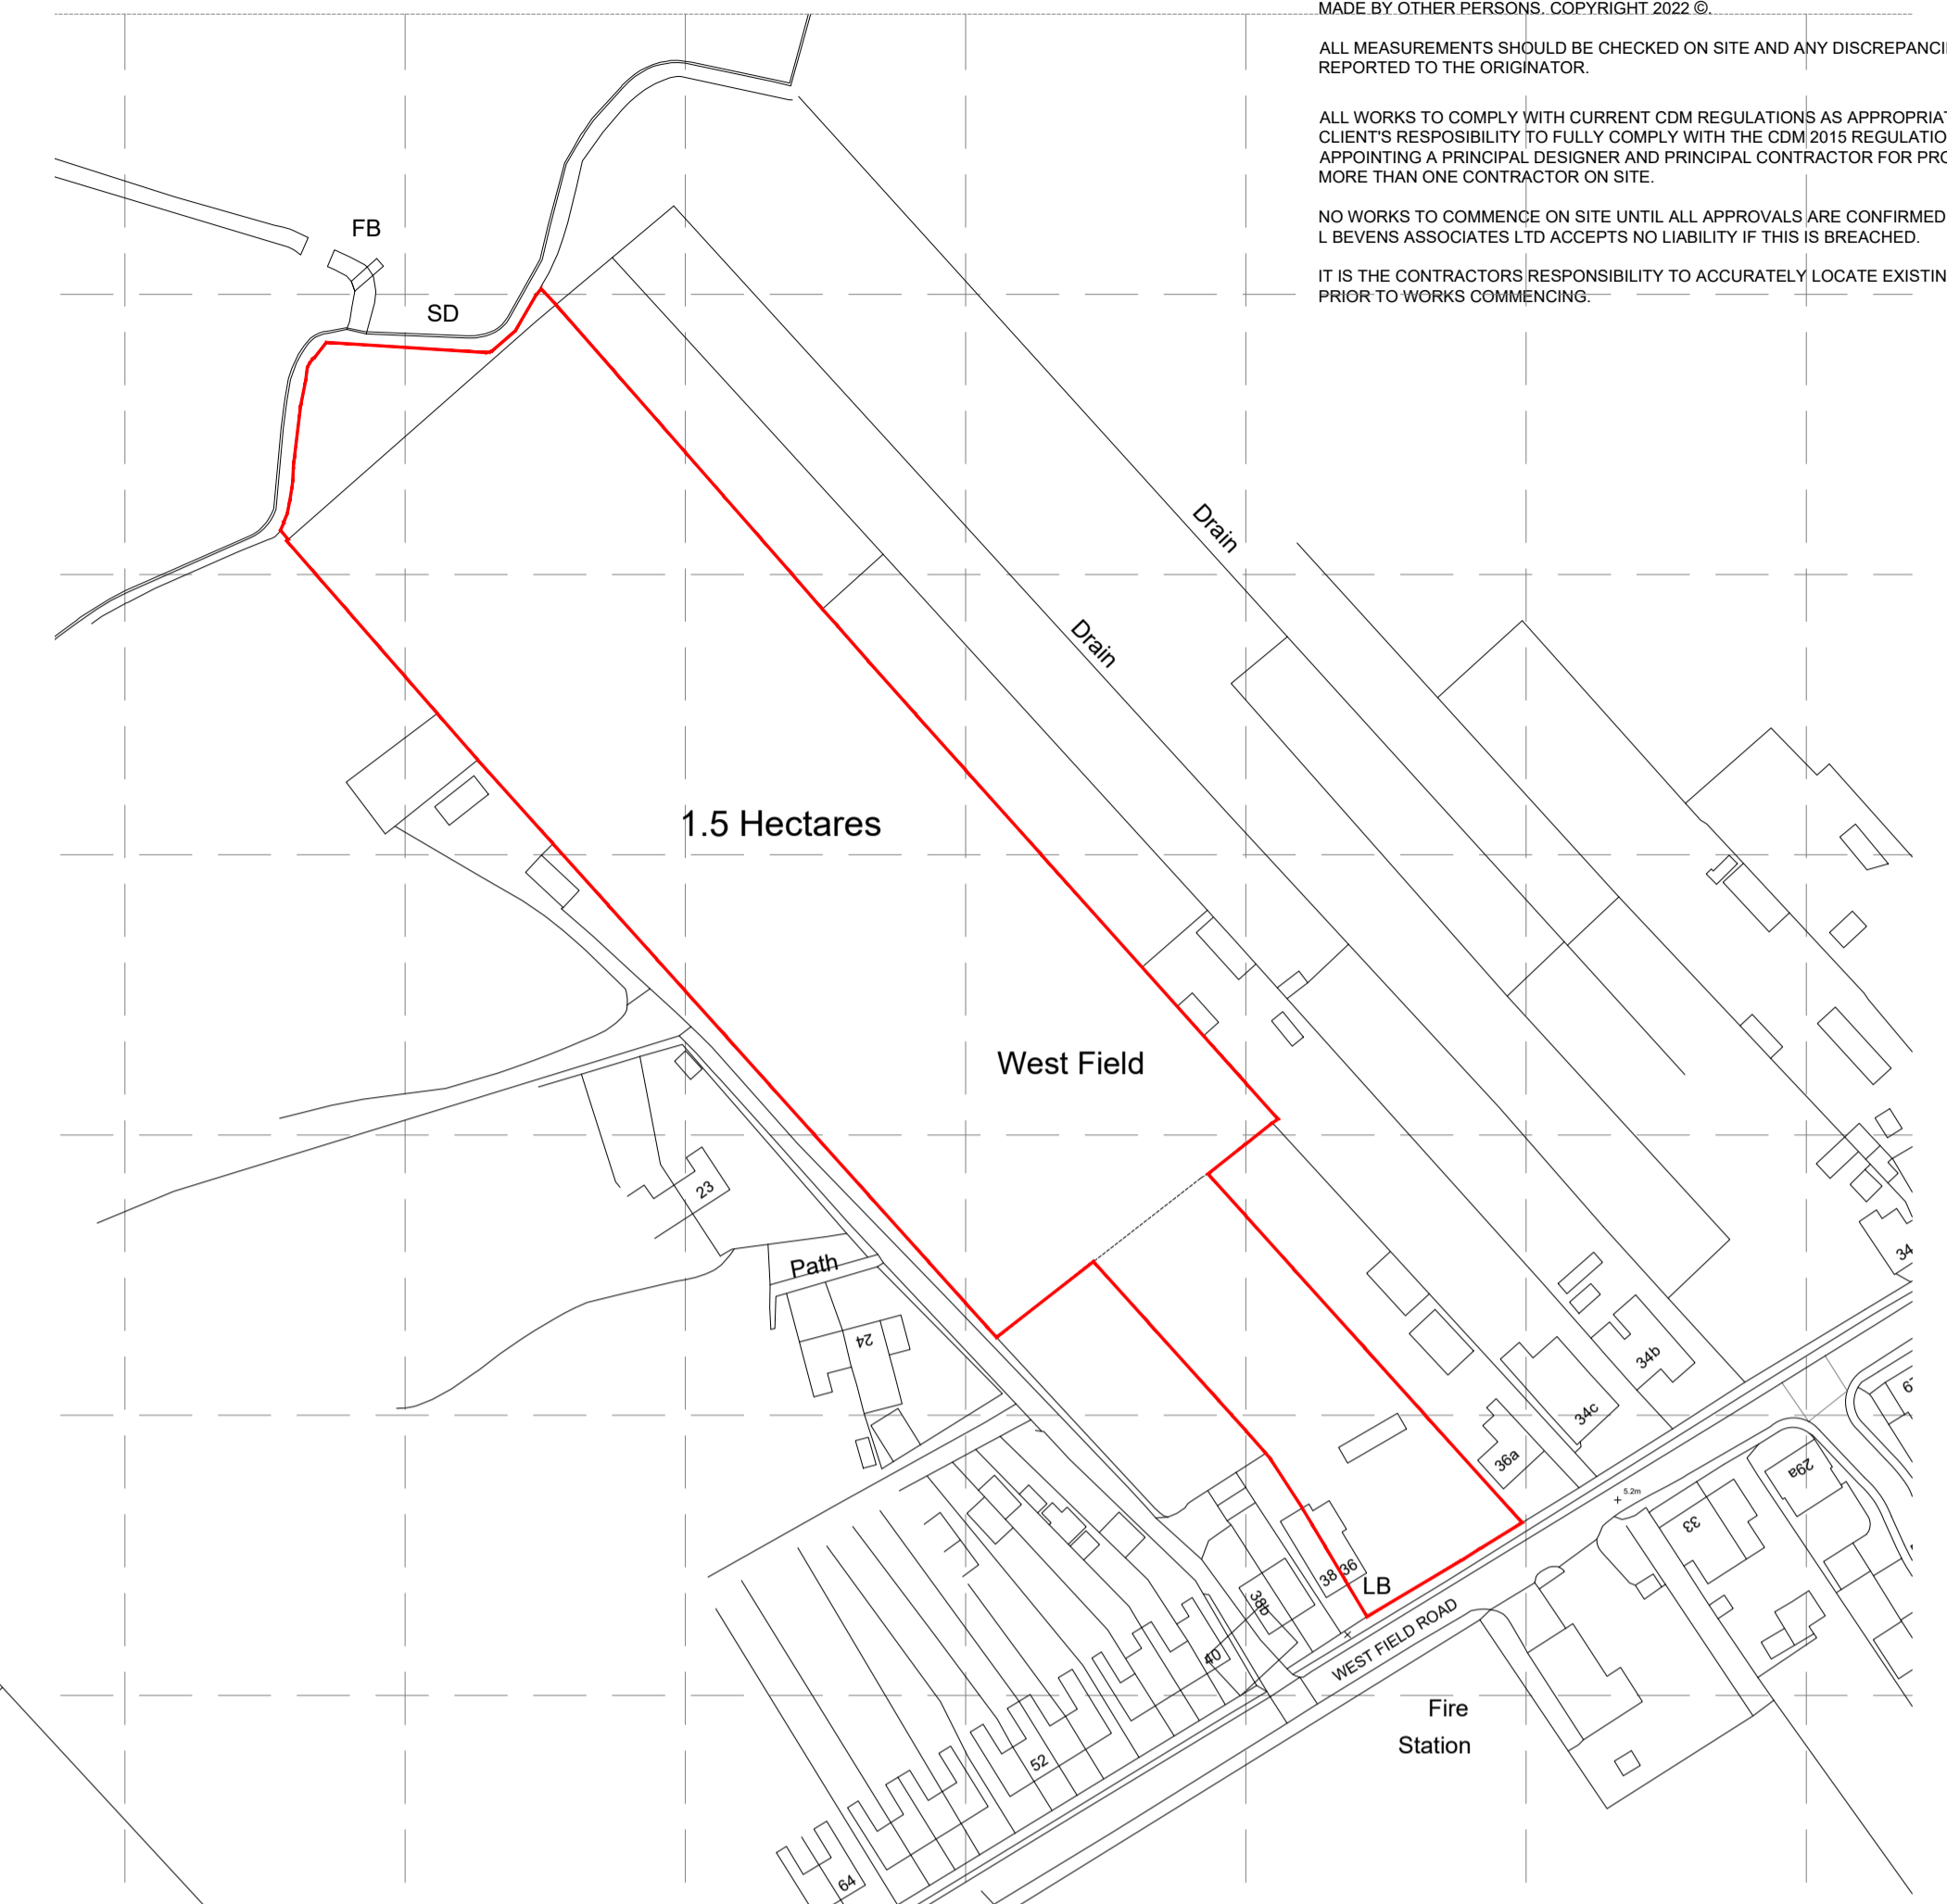 MADE BY OTHER PERSONS. COPYRIGHT 2022 ©.
ALL MEASUREMENTS SHOULD BE CHECKED ON SITE AND ANY
REPORTED TO THE ORIGINATOR.
ALL WORKS TO COMPLY WITH CURRENT CDM REGULATIONS AS
CLIENT'S RESPOSIBILITY TO FULLY COMPLY WITH THE CDM 2015
APPOINTING A PRINCIPAL DESIGNER AND PRINCIPAL CONTRACTOR FOR
MORE THAN ONE CONTRACTOR ON SITE.
NO WORKS TO COMMENCE ON SITE UNTIL ALL APPROVALS ARE CONFIRMED
L BEVENS ASSOCIATES LTD ACCEPTS NO LIABILITY IF THIS IS BREACHED.
IT IS THE CONTRACTORS RESPONSIBILITY TO ACCURATELY LOCATE
PRIOR TO WORKS COMMENCING.
FB
SD
Drain
Drain
1.5 Hectares
West Field
23
Path
24
34
34b
34c
36a
29a
5.2m
33
38 36
LB
38b
WEST FIELD ROAD
40
Fire
Station
52
64